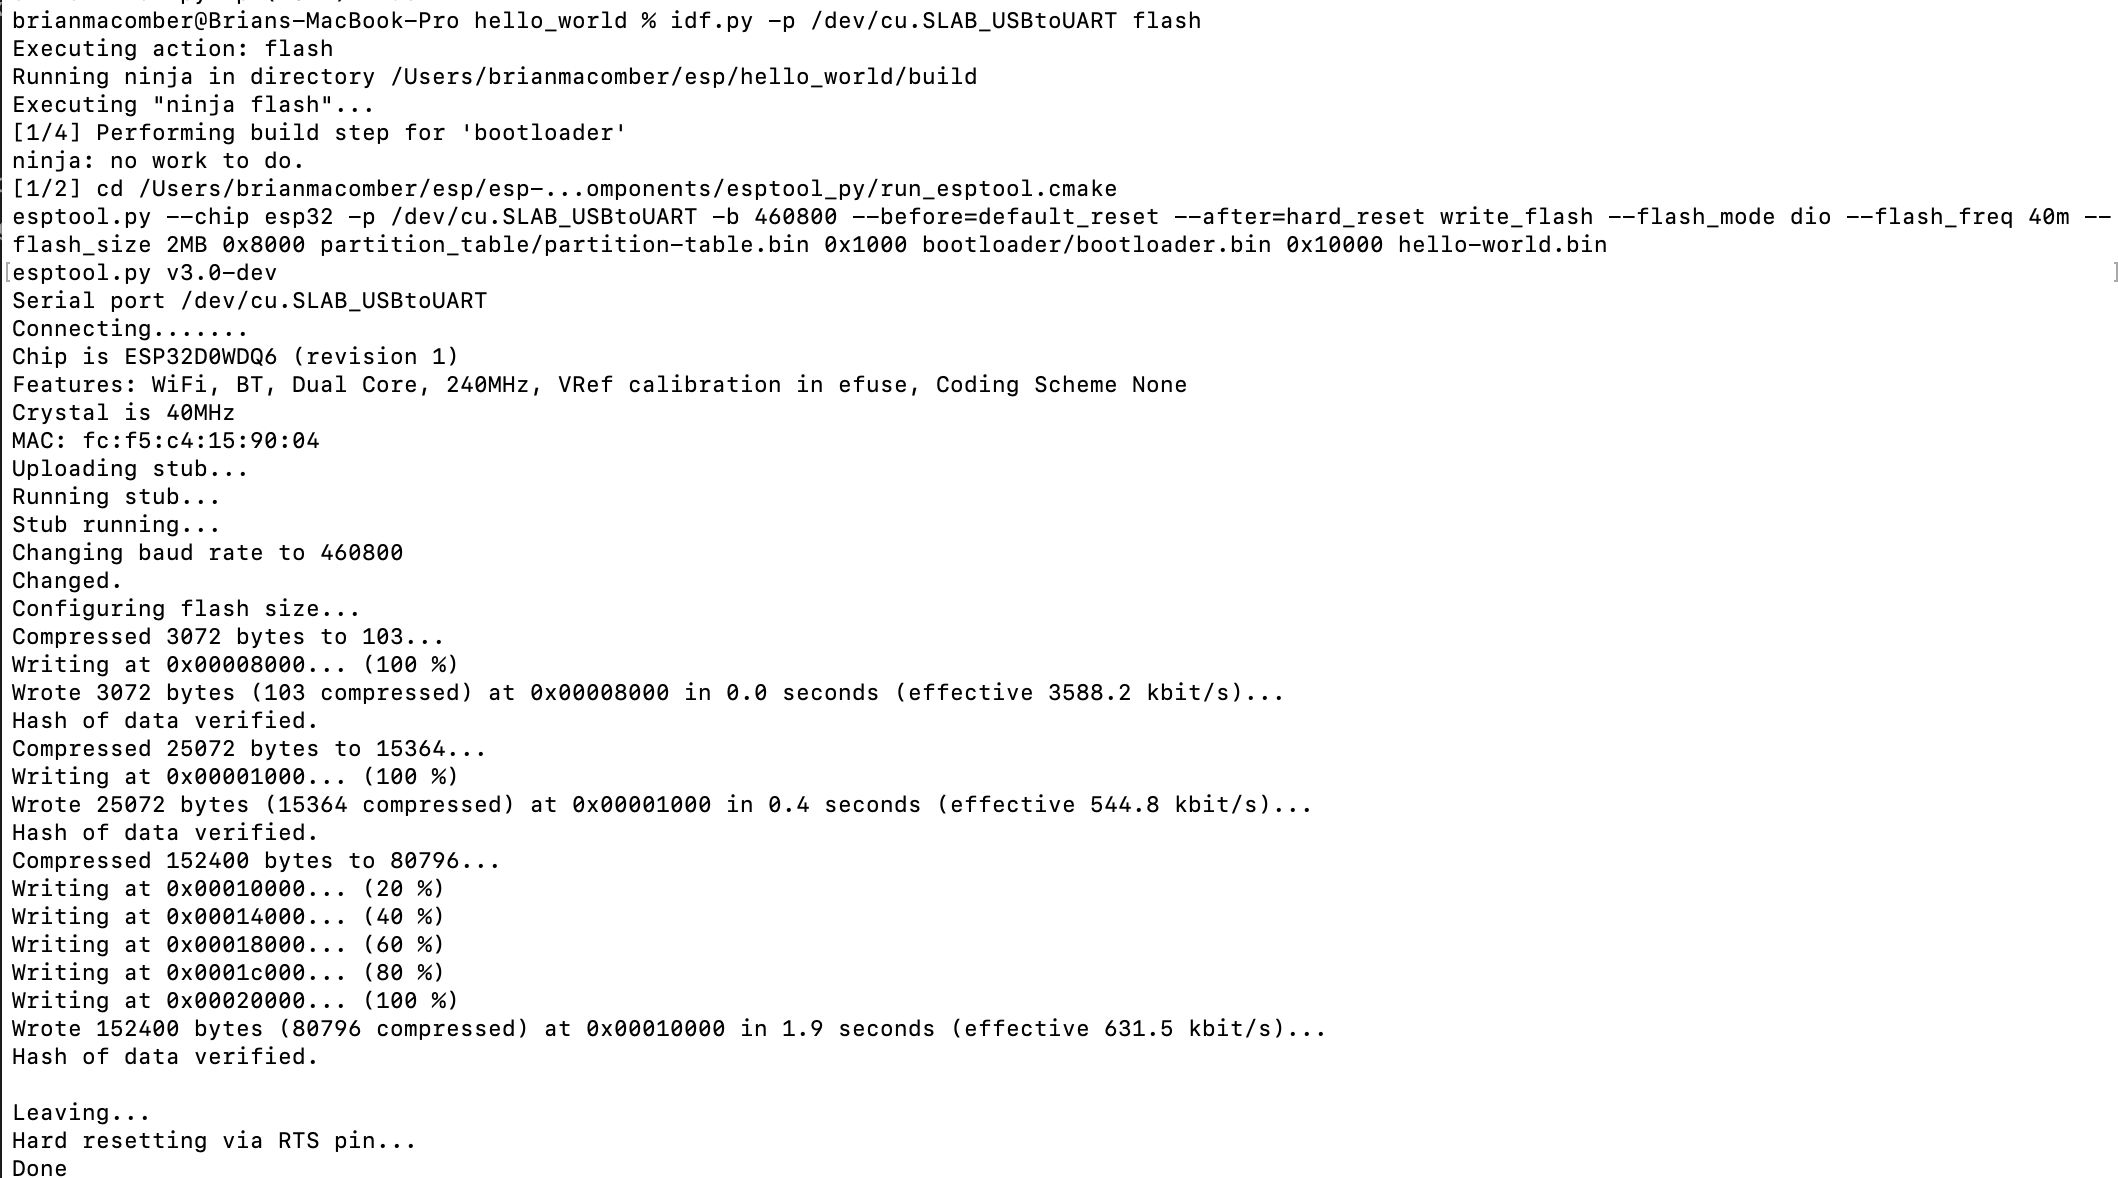 brianmacomber@Brians-MacBook-Pro hello_world % idf.py -p /dev/cu.SLAB_USBtoUART flash
Executing action: flash
Running ninja in directory /Users/brianmacomber/esp/hello_world/build
Executing "ninja flash"...
[1/4] Performing build step for 'bootloader'
ninja: no work to do.
[1/2] cd /Users/brianmacomber/esp/esp-...omponents/esptool_py/run_esptool.cmake
esptool.py --chip esp32 -p /dev/cu.SLAB_USBtoUART -b 460800 --before=default_reset --after=hard_reset write_flash --flash_mode dio --flash_freq 40m --
flash_size 2MB 0x8000 partition_table/partition-table.bin 0x1000 bootloader/bootloader.bin 0x10000 hello-world.bin
[esptool.py v3.0-dev ]
Serial port /dev/cu.SLAB_USBtoUART
Connecting.......
Chip is ESP32D0WDQ6 (revision 1)
Features: WiFi, BT, Dual Core, 240MHz, VRef calibration in efuse, Coding Scheme None
Crystal is 40MHz
MAC: fc:f5:c4:15:90:04
Uploading stub...
Running stub...
Stub running...
Changing baud rate to 460800
Changed.
Configuring flash size...
Compressed 3072 bytes to 103...
Writing at 0x00008000... (100 %)
Wrote 3072 bytes (103 compressed) at 0x00008000 in 0.0 seconds (effective 3588.2 kbit/s)...
Hash of data verified.
Compressed 25072 bytes to 15364...
Writing at 0x00001000... (100 %)
Wrote 25072 bytes (15364 compressed) at 0x00001000 in 0.4 seconds (effective 544.8 kbit/s)...
Hash of data verified.
Compressed 152400 bytes to 80796...
Writing at 0x00010000... (20 %)
Writing at 0x00014000... (40 %)
Writing at 0x00018000... (60 %)
Writing at 0x0001c000... (80 %)
Writing at 0x00020000... (100 %)
Wrote 152400 bytes (80796 compressed) at 0x00010000 in 1.9 seconds (effective 631.5 kbit/s)...
Hash of data verified.
Leaving...
Hard resetting via RTS pin...
Done